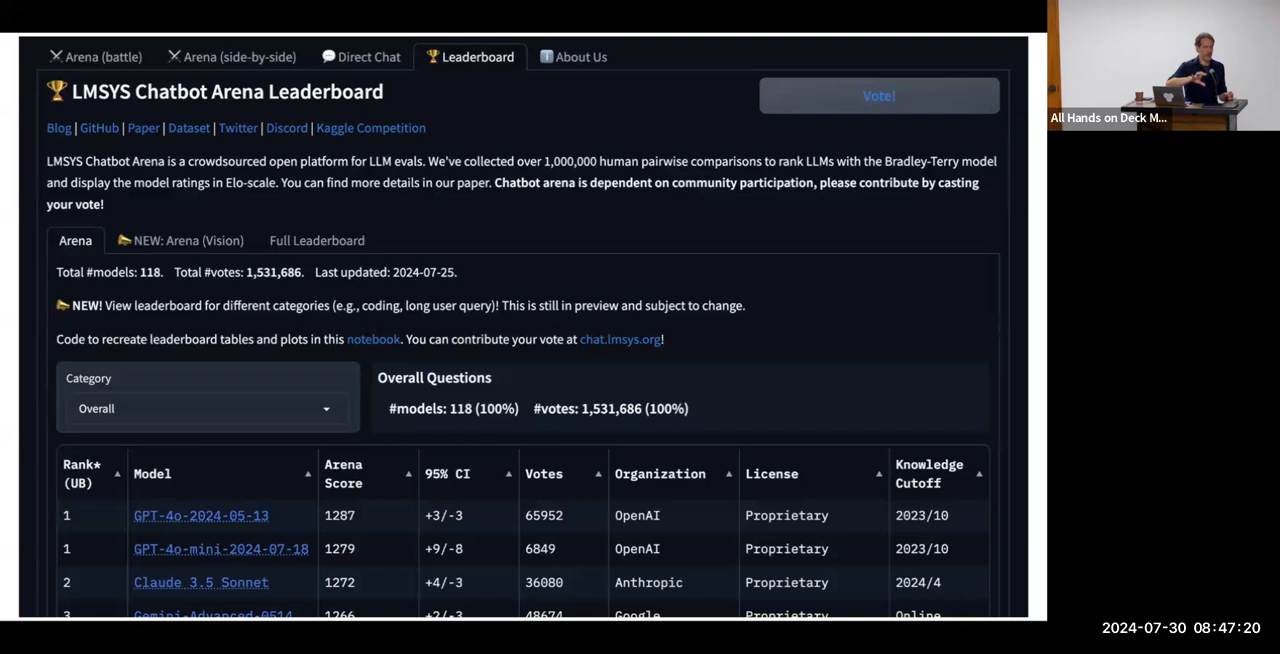 Arena (battle)
Arena (side-by-side)
Direct Chat
Leaderboard
About Us
LMSYS Chatbot Arena Leaderboard
Vote!
Blog | GitHub | Paper | Dataset | Twitter | Discord | Kaggle Competition
LMSYS Chatbot Arena is a crowdsourced open platform for LLM evals. We've collected over 1,000,000 human pairwise comparisons to rank LLMs with the Bradley-Terry model
and display the model ratings in Elo-scale. You can find more details in our paper. Chatbot arena is dependent on community participation, please contribute by casting
your vote!
Arena
NEW: Arena (Vision)
Full Leaderboard
Total #models: 118. Total #votes: 1,531,686. Last updated: 2024-07-25.
NEW! View leaderboard for different categories (e.g., coding, long user query)! This is still in preview and subject to change.
Code to recreate leaderboard tables and plots in this notebook. You can contribute your vote at chat.lmsys.org!
Category
Overall
Overall Questions
#models: 118 (100%) #votes: 1,531,686 (100%)
Rank* (UB) Model Arena Score 95% CI Votes Organization License Knowledge Cutoff
1 GPT-4o-2024-05-13 1287 +3/-3 65952 OpenAI Proprietary 2023/10
1 GPT-4o-mini-2024-07-18 1279 +9/-8 6849 OpenAI Proprietary 2023/10
2 Claude 3.5 Sonnet 1272 +4/-3 36080 Anthropic Proprietary 2024/4
3 Gemini-Advanced-0514 1266 +2/-3 48674 Google Proprietary Online
All Hands on Deck M...
2024-07-30 08:47:20